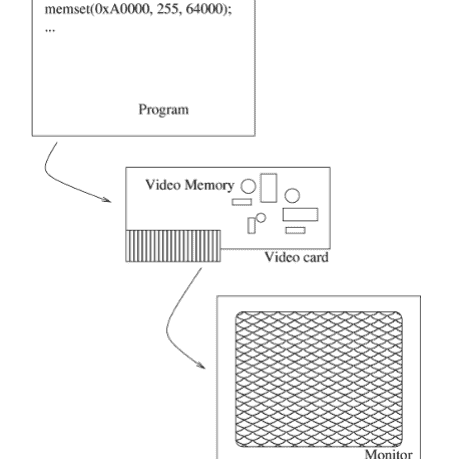 memset(0xA0000, 255, 64000);
...
Program
Video Memory
Video card
Monitor